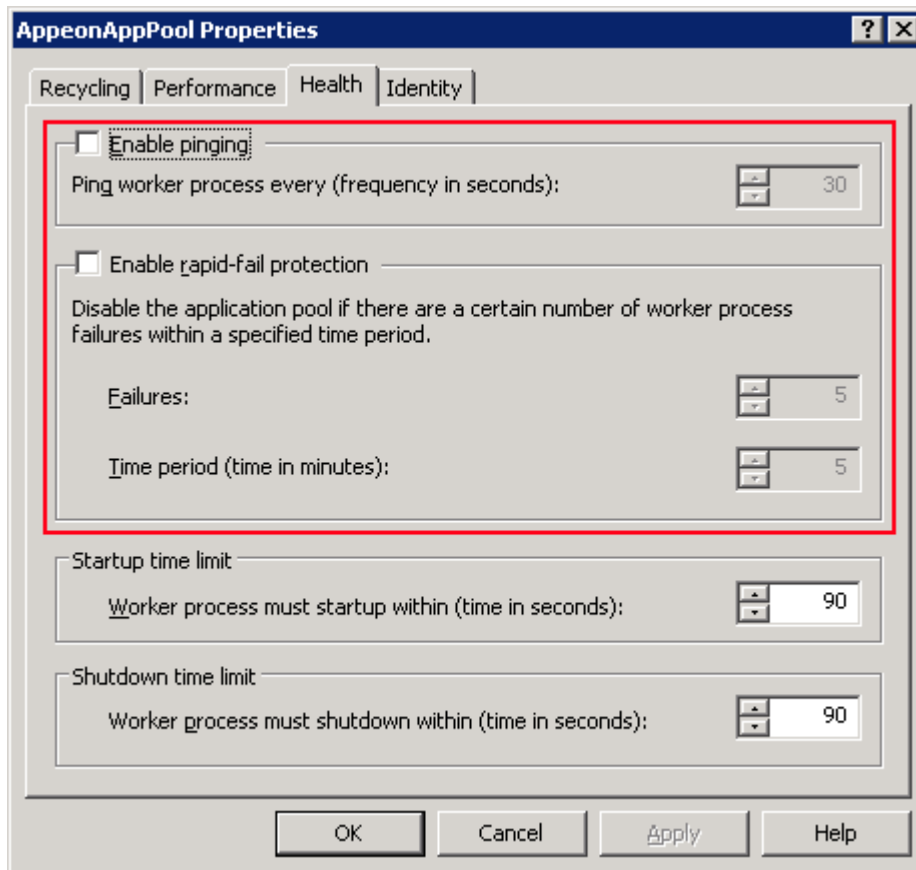 AppeonAppPool Properties
Recycling Performance Health Identity
Enable pinging
Ping worker process every (frequency in seconds): 30
Enable rapid-fail protection
Disable the application pool if there are a certain number of worker process
failures within a specified time period.
Failures: 5
Time period (time in minutes): 5
Startup time limit
Worker process must startup within (time in seconds): 90
Shutdown time limit
Worker process must shutdown within (time in seconds): 90
OK Cancel Apply Help